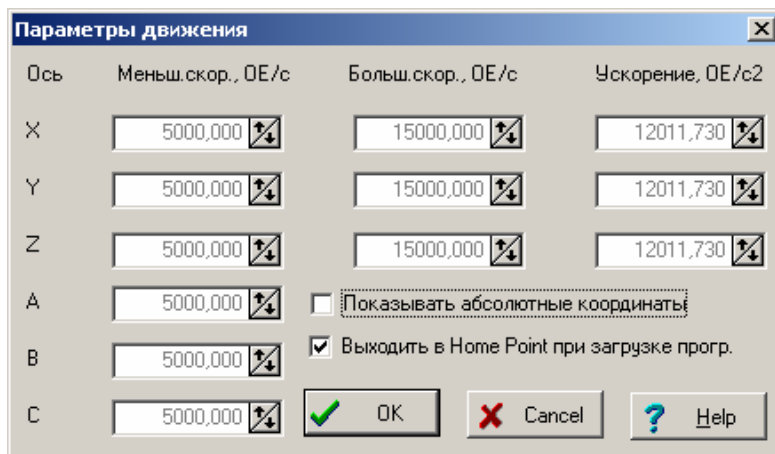 Параметры движения
Ось Меньш.скор., ОЕ/с Больш.скор., ОЕ/с Ускорение, ОЕ/с2
X 5000,000 15000,000 12011,730
Y 5000,000 15000,000 12011,730
Z 5000,000 15000,000 12011,730
A 5000,000 Показывать абсолютные координаты
B 5000,000 Выходить в Home Point при загрузке прогр.
C 5000,000 OK Cancel Help